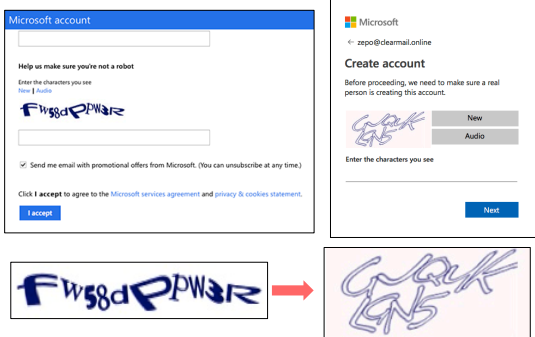 Microsoft account
Help us make sure you're not a robot
Enter the characters you see
New | Audio
Fw58dPPW3R
Send me email with promotional offers from Microsoft. (You can unsubscribe at any time.)
Click I accept to agree to the Microsoft services agreement and privacy & cookies statement.
I accept
Microsoft
← zepo@clearmail.online
Create account
Before proceeding, we need to make sure a real
person is creating this account.
New
Audio
Enter the characters you see
Next
Fw58dPPW3R